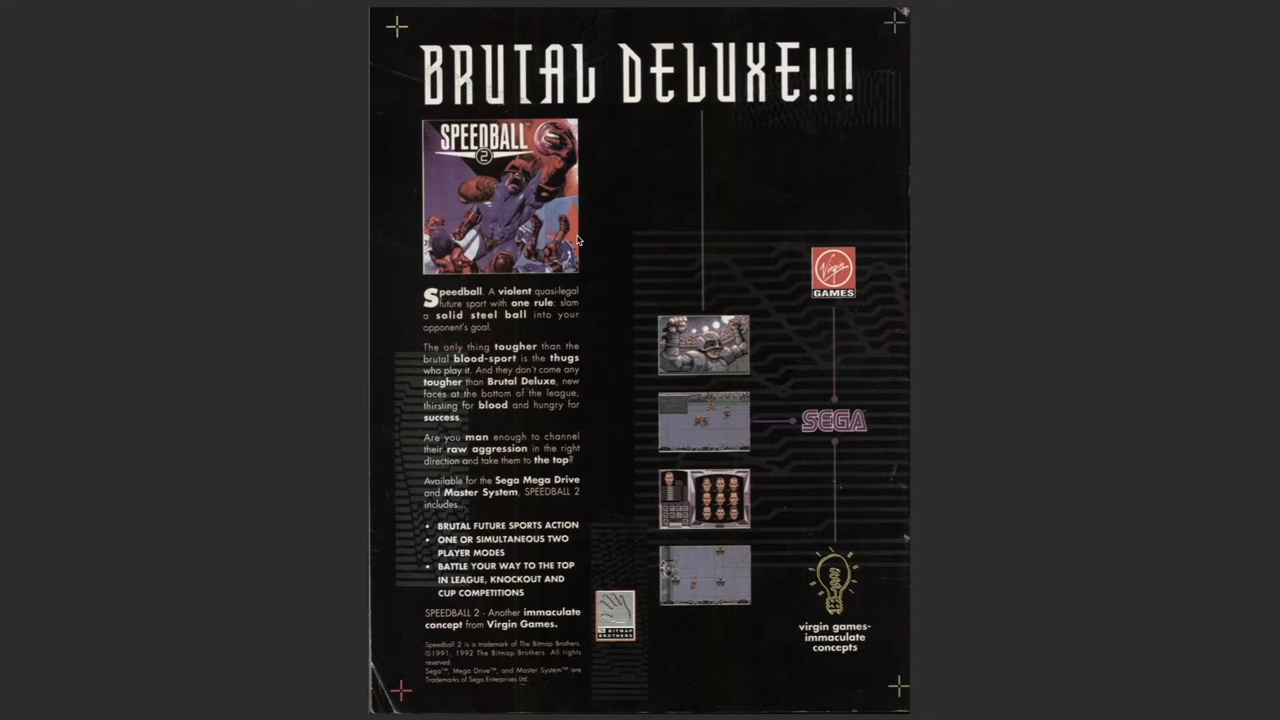 BRUTAL DELUXE!!!
SPEEDBALL
2
Speedball. A violent quasi-legal
future sport with one rule: slam
a solid steel ball into your
opponent's goal.
The only thing tougher than the
brutal blood-sport is the thugs
who play it. And they don't come any
tougher than Brutal Deluxe, new
faces at the bottom of the league,
thirsting for blood and hungry for
success.
Are you man enough to channel
their raw aggression in the right
direction and take them to the top?
Available for the Sega Mega Drive
and Master System, SPEEDBALL 2
includes...
• BRUTAL FUTURE SPORTS ACTION
• ONE OR SIMULTANEOUS TWO
PLAYER MODES
• BATTLE YOUR WAY TO THE TOP
IN LEAGUE, KNOCKOUT AND
CUP COMPETITIONS
SPEEDBALL 2 - Another immaculate
concept from Virgin Games.
Speedball 2 is a trademark of The Bitmap Brothers.
©1991, 1992 The Bitmap Brothers. All rights
reserved.
Sega™, Mega Drive™, and Master System™ are
Trademarks of Sega Enterprises Ltd.
THE BITMAP
BROTHERS
Virgin
GAMES
SEGA™
virgin games-
immaculate
concepts